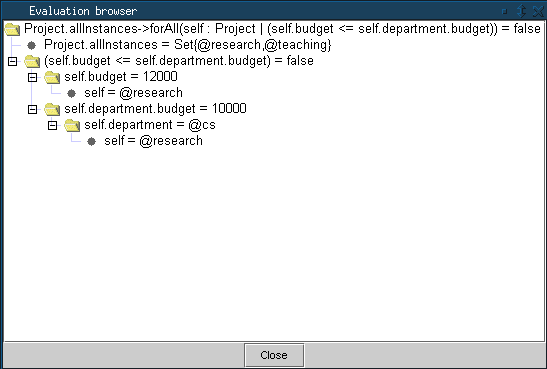 Evaluation browser
Project.allInstances->forAll(self : Project | (self.budget <= self.department.budget)) = false
Project.allInstances = Set{@research,@teaching}
(self.budget <= self.department.budget) = false
self.budget = 12000
self = @research
self.department.budget = 10000
self.department = @cs
self = @research
Close